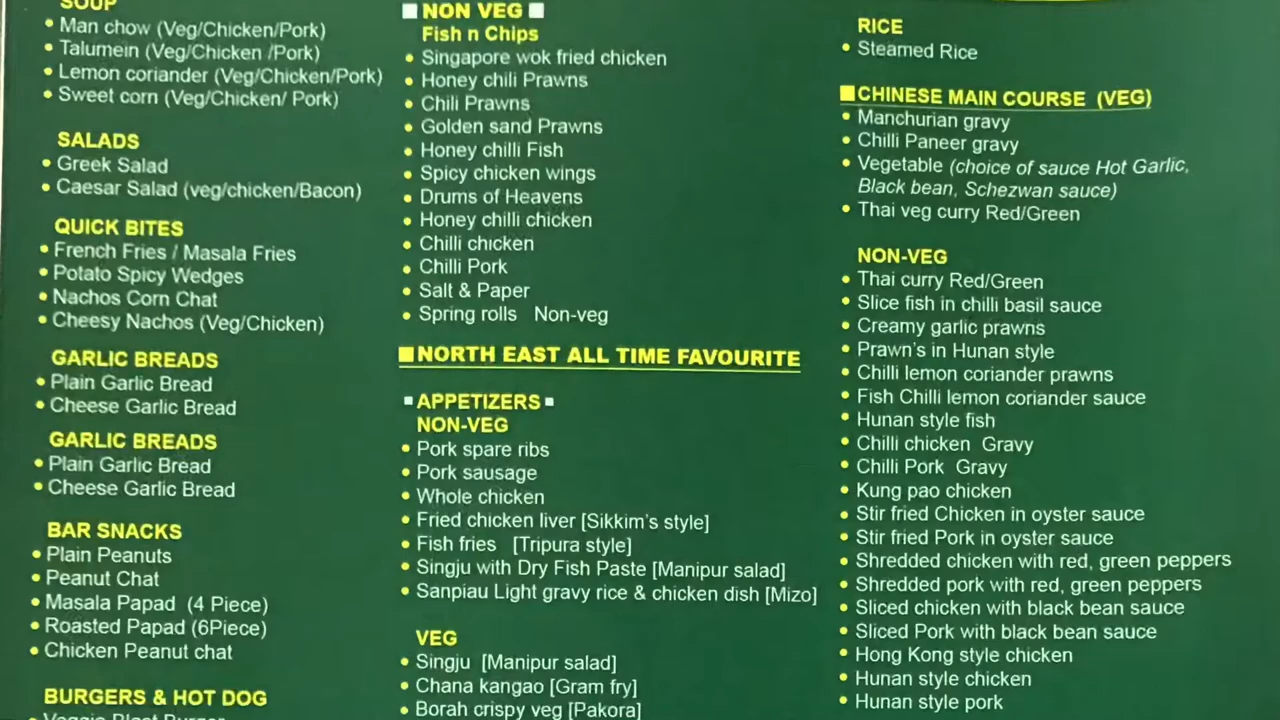 SOUP
• Man chow (Veg/Chicken/Pork)
• Talumein (Veg/Chicken /Pork)
• Lemon coriander (Veg/Chicken/Pork)
• Sweet corn (Veg/Chicken/ Pork)
SALADS
• Greek Salad
• Caesar Salad (veg/chicken/Bacon)
QUICK BITES
• French Fries / Masala Fries
• Potato Spicy Wedges
• Nachos Corn Chat
• Cheesy Nachos (Veg/Chicken)
GARLIC BREADS
• Plain Garlic Bread
• Cheese Garlic Bread
GARLIC BREADS
• Plain Garlic Bread
• Cheese Garlic Bread
BAR SNACKS
• Plain Peanuts
• Peanut Chat
• Masala Papad (4 Piece)
• Roasted Papad (6Piece)
• Chicken Peanut chat
BURGERS & HOT DOG
• Veggie Blast Burger
NON VEG
Fish n Chips
• Singapore wok fried chicken
• Honey chili Prawns
• Chili Prawns
• Golden sand Prawns
• Honey chilli Fish
• Spicy chicken wings
• Drums of Heavens
• Honey chilli chicken
• Chilli chicken
• Chilli Pork
• Salt & Paper
• Spring rolls Non-veg
NORTH EAST ALL TIME FAVOURITE
APPETIZERS
NON-VEG
• Pork spare ribs
• Pork sausage
• Whole chicken
• Fried chicken liver [Sikkim's style]
• Fish fries [Tripura style]
• Singju with Dry Fish Paste [Manipur salad]
• Sanpiau Light gravy rice & chicken dish [Mizo]
VEG
• Singju [Manipur salad]
• Chana kangao [Gram fry]
• Borah crispy veg [Pakora]
RICE
• Steamed Rice
CHINESE MAIN COURSE (VEG)
• Manchurian gravy
• Chilli Paneer gravy
• Vegetable (choice of sauce Hot Garlic,
Black bean, Schezwan sauce)
• Thai veg curry Red/Green
NON-VEG
• Thai curry Red/Green
• Slice fish in chilli basil sauce
• Creamy garlic prawns
• Prawn's in Hunan style
• Chilli lemon coriander prawns
• Fish Chilli lemon coriander sauce
• Hunan style fish
• Chilli chicken Gravy
• Chilli Pork Gravy
• Kung pao chicken
• Stir fried Chicken in oyster sauce
• Stir fried Pork in oyster sauce
• Shredded chicken with red, green peppers
• Shredded pork with red, green peppers
• Sliced chicken with black bean sauce
• Sliced Pork with black bean sauce
• Hong Kong style chicken
• Hunan style chicken
• Hunan style pork